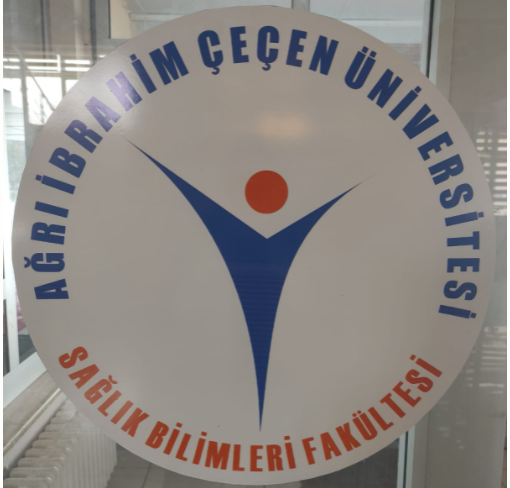 AĞRI İBRAHİM ÇEÇEN ÜNİVERSİTESİ
SAĞLIK BİLİMLERİ FAKÜLTESİ